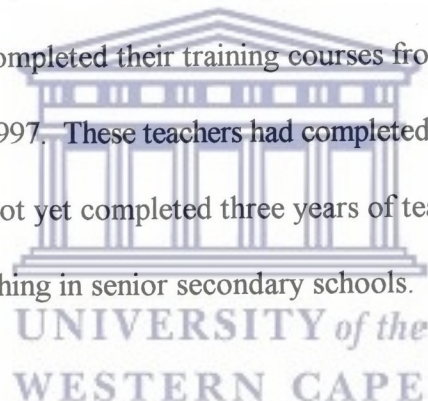 ompleted their training courses fro
997. These teachers had completed
ot yet completed three years of tea
hing in senior secondary schools.
UNIVERSITY of the
WESTERN CAPE